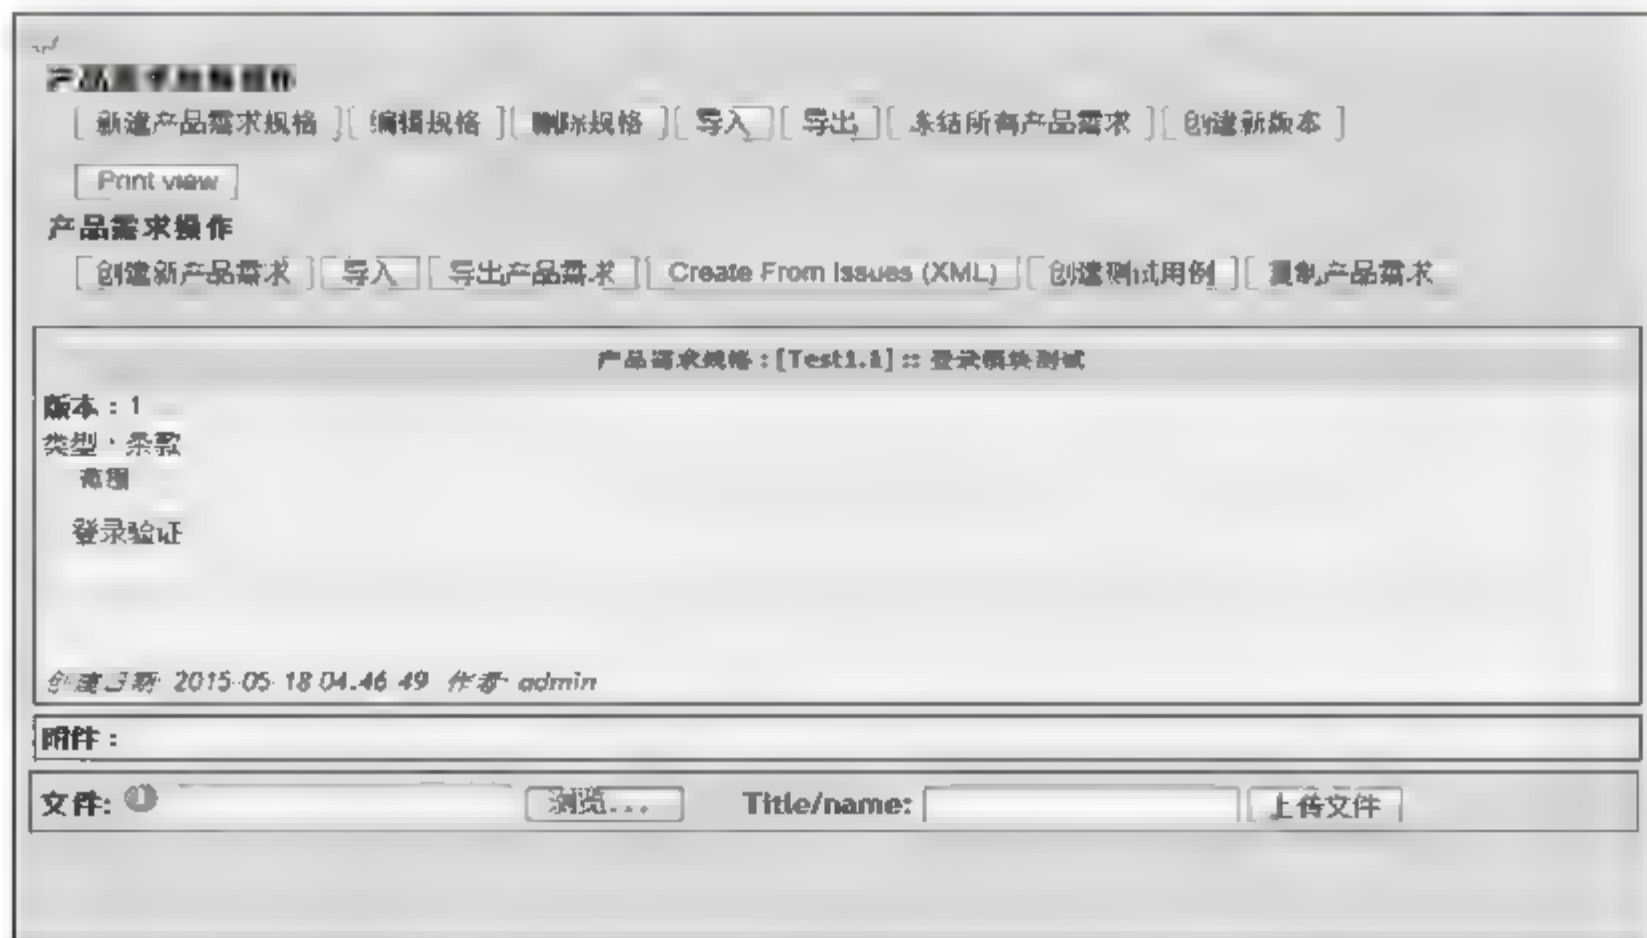 产品需求规格操作
新建产品需求规格 编辑规格 删除规格 导入 导出 冻结所有产品需求 创建新版本
Print view
产品需求操作
创建新产品需求 导入 导出产品需求 Create From Issues (XML) 创建测试用例 复制产品需求
产品需求规格 : [Test1.1] :: 登录模块测试
版本 : 1
类型 : 条款
范围
登录验证
创建日期 2015-05-18 04:46:49 作者 admin
附件 :
文件: 浏览... Title/name: 上传文件